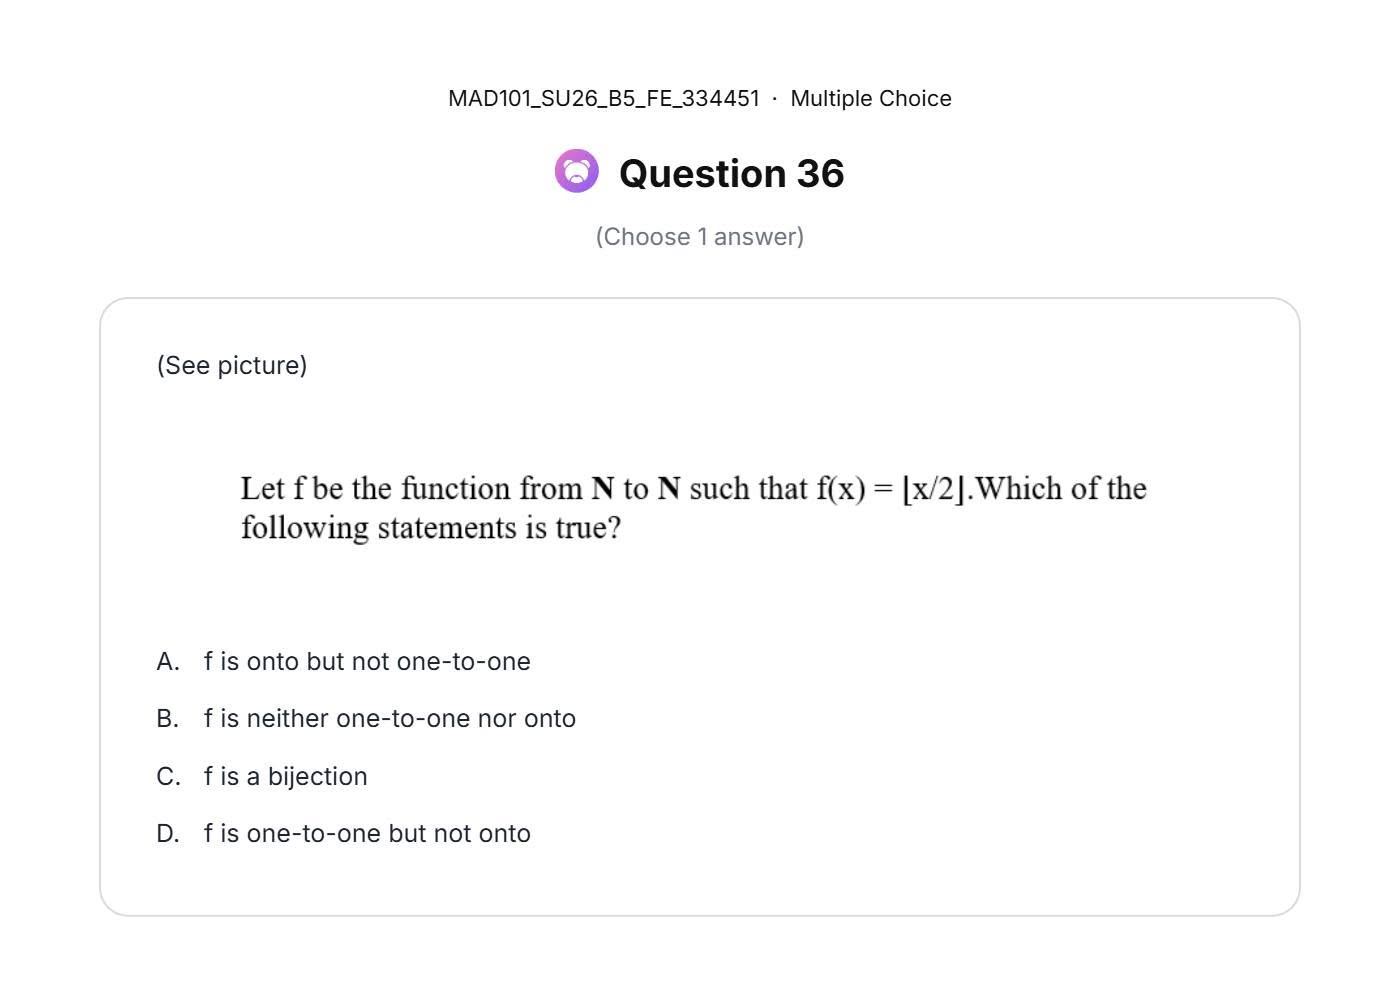 MAD101_SU26_B5_FE_334451 · Multiple Choice
Question 36
(Choose 1 answer)
(See picture)
Let f be the function from N to N such that f(x) = ⌊x/2⌋.Which of the
following statements is true?
A. f is onto but not one-to-one
B. f is neither one-to-one nor onto
C. f is a bijection
D. f is one-to-one but not onto